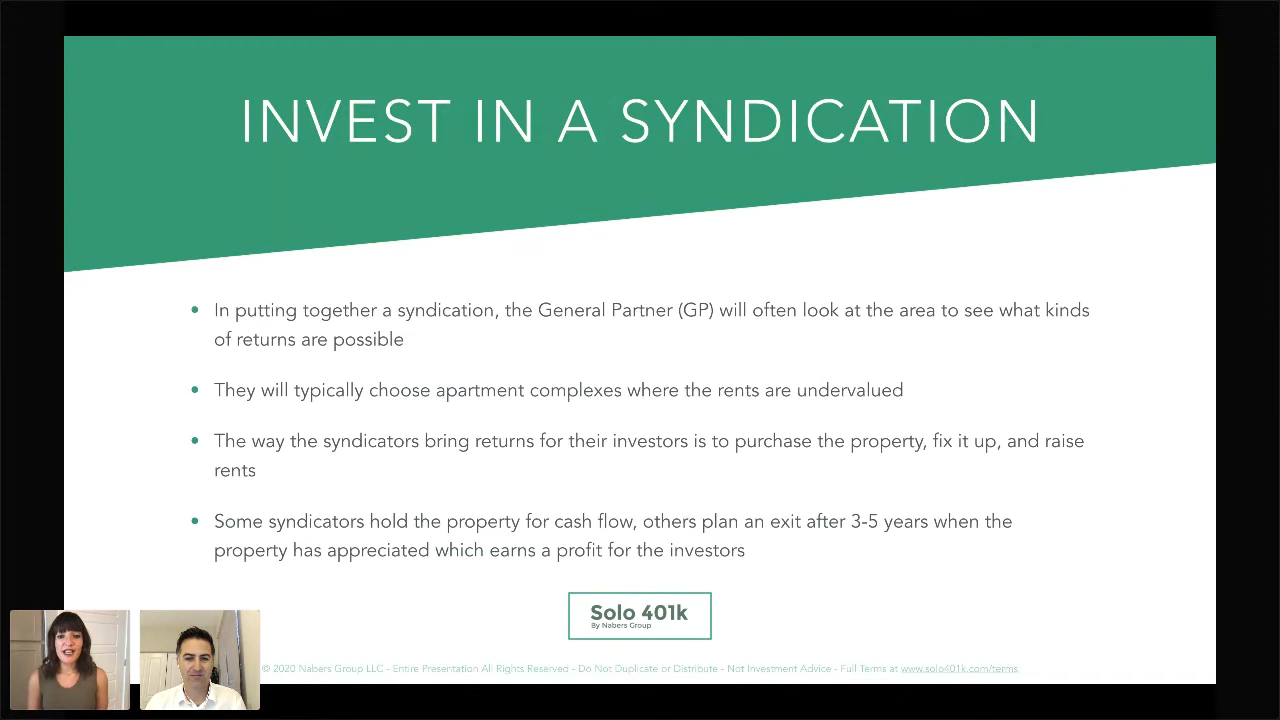 INVEST IN A SYNDICATION
• In putting together a syndication, the General Partner (GP) will often look at the area to see what kinds
of returns are possible
• They will typically choose apartment complexes where the rents are undervalued
• The way the syndicators bring returns for their investors is to purchase the property, fix it up, and raise
rents
• Some syndicators hold the property for cash flow, others plan an exit after 3-5 years when the
property has appreciated which earns a profit for the investors
Solo 401k
By Nabers Group
© 2020 Nabers Group LLC - Entire Presentation All Rights Reserved - Do Not Duplicate or Distribute - Not Investment Advice - Full Terms at www.solo401k.com/terms.